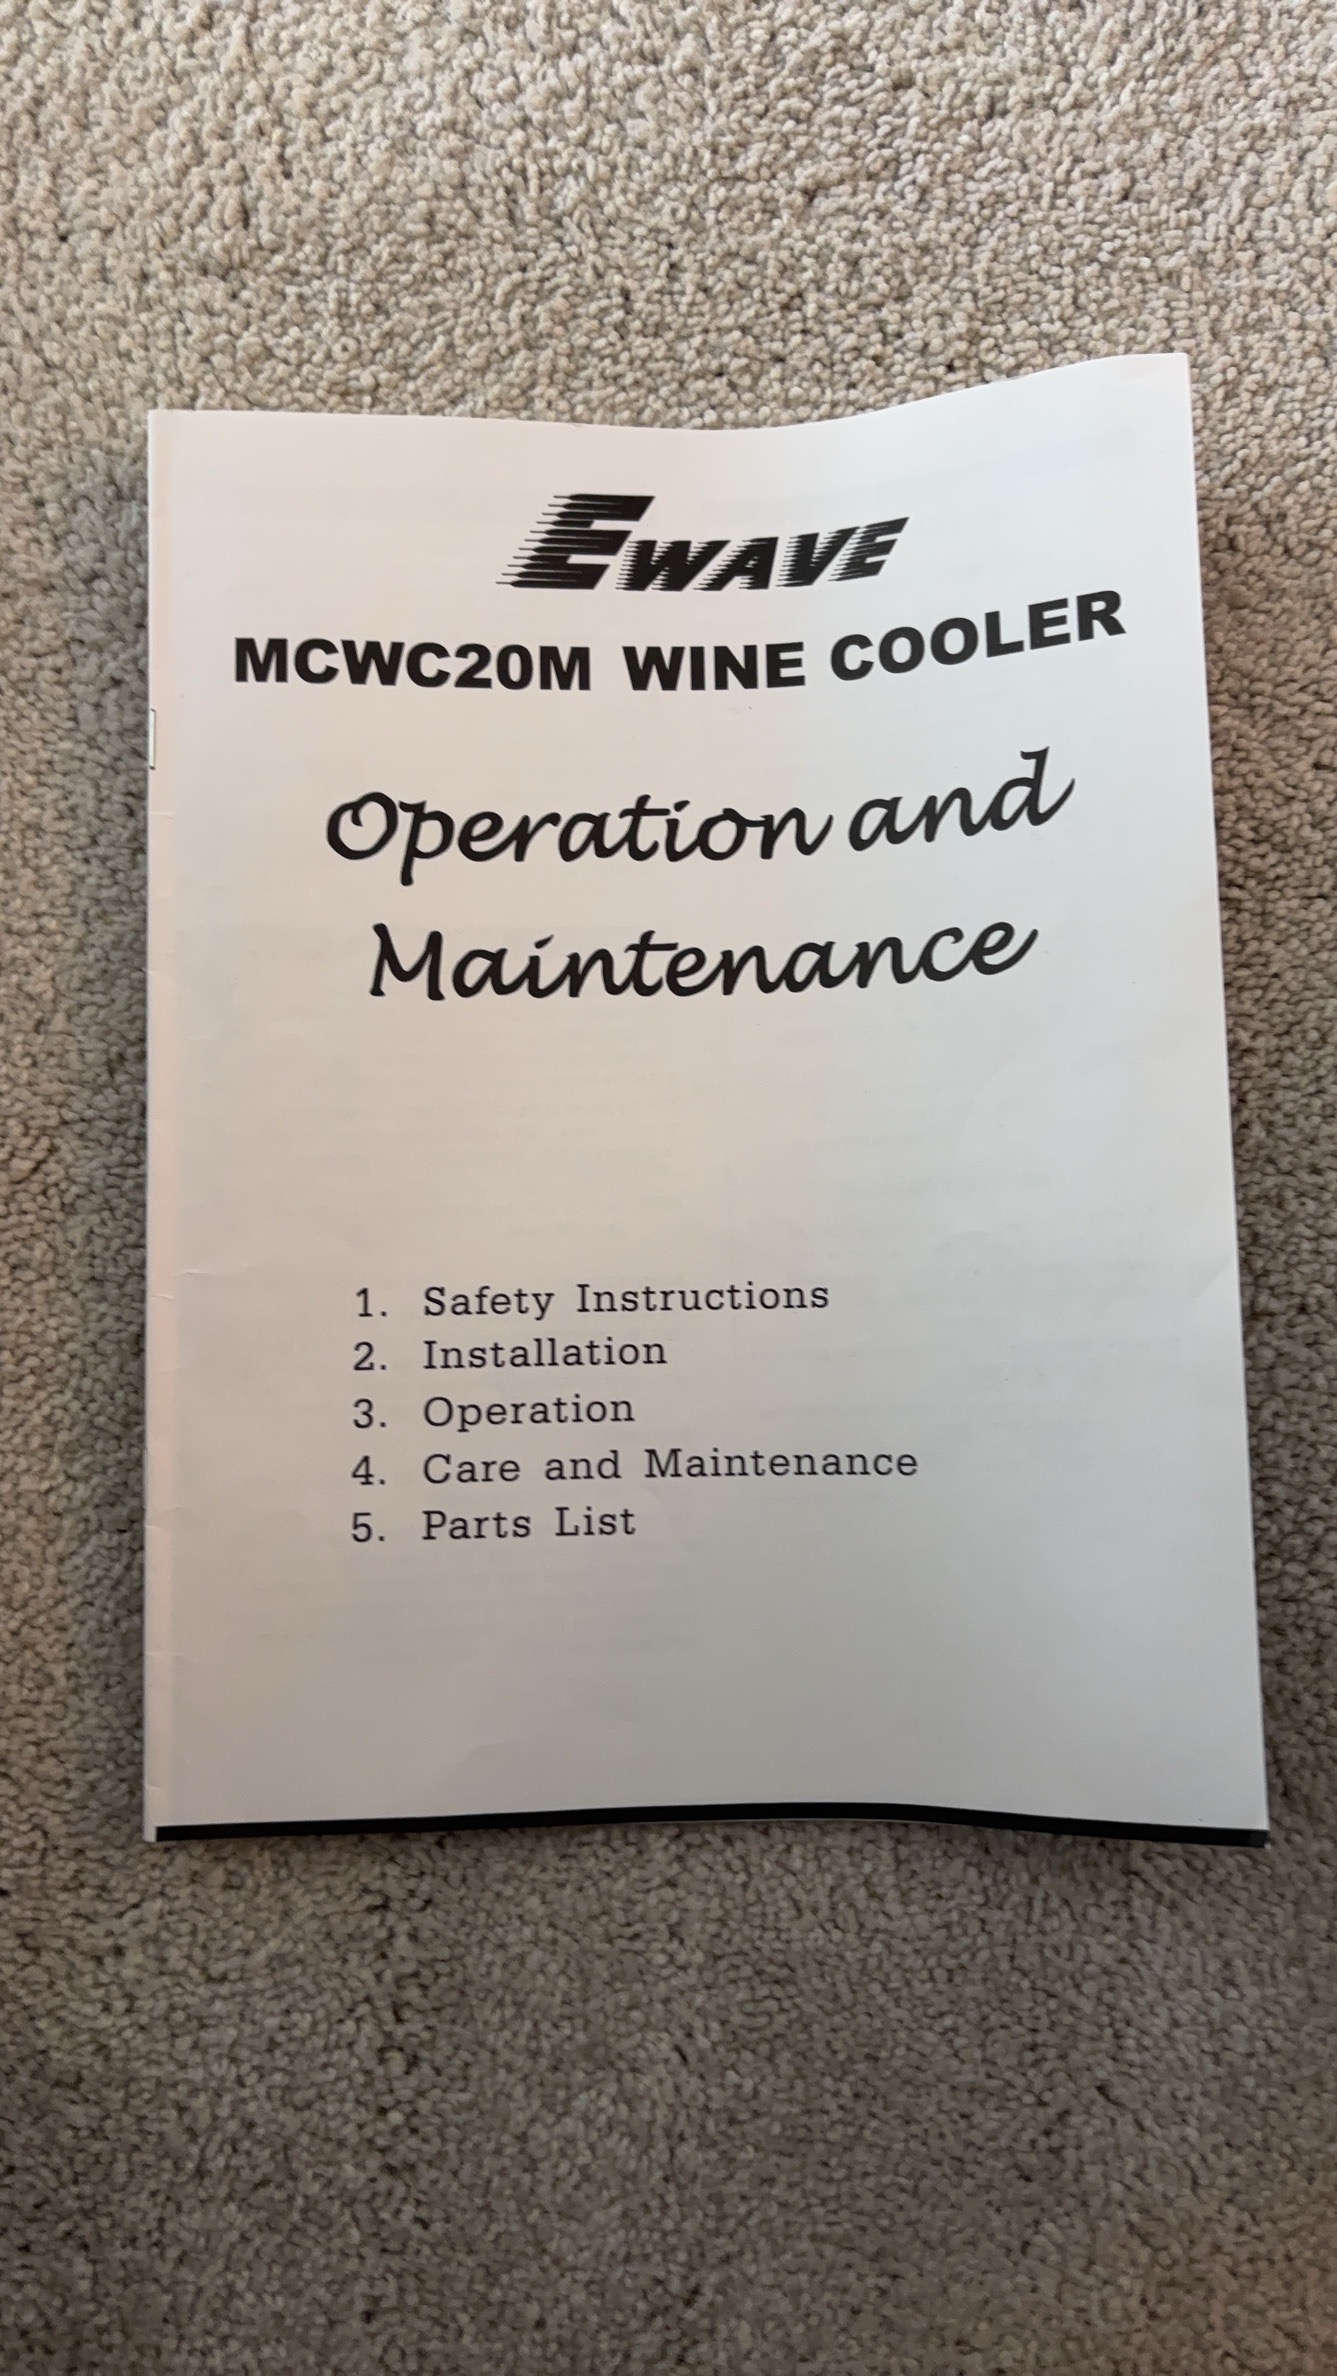 EWAVE
MCWC20M WINE COOLER
Operation and
Maintenance
1. Safety Instructions
2. Installation
3. Operation
4. Care and Maintenance
5. Parts List